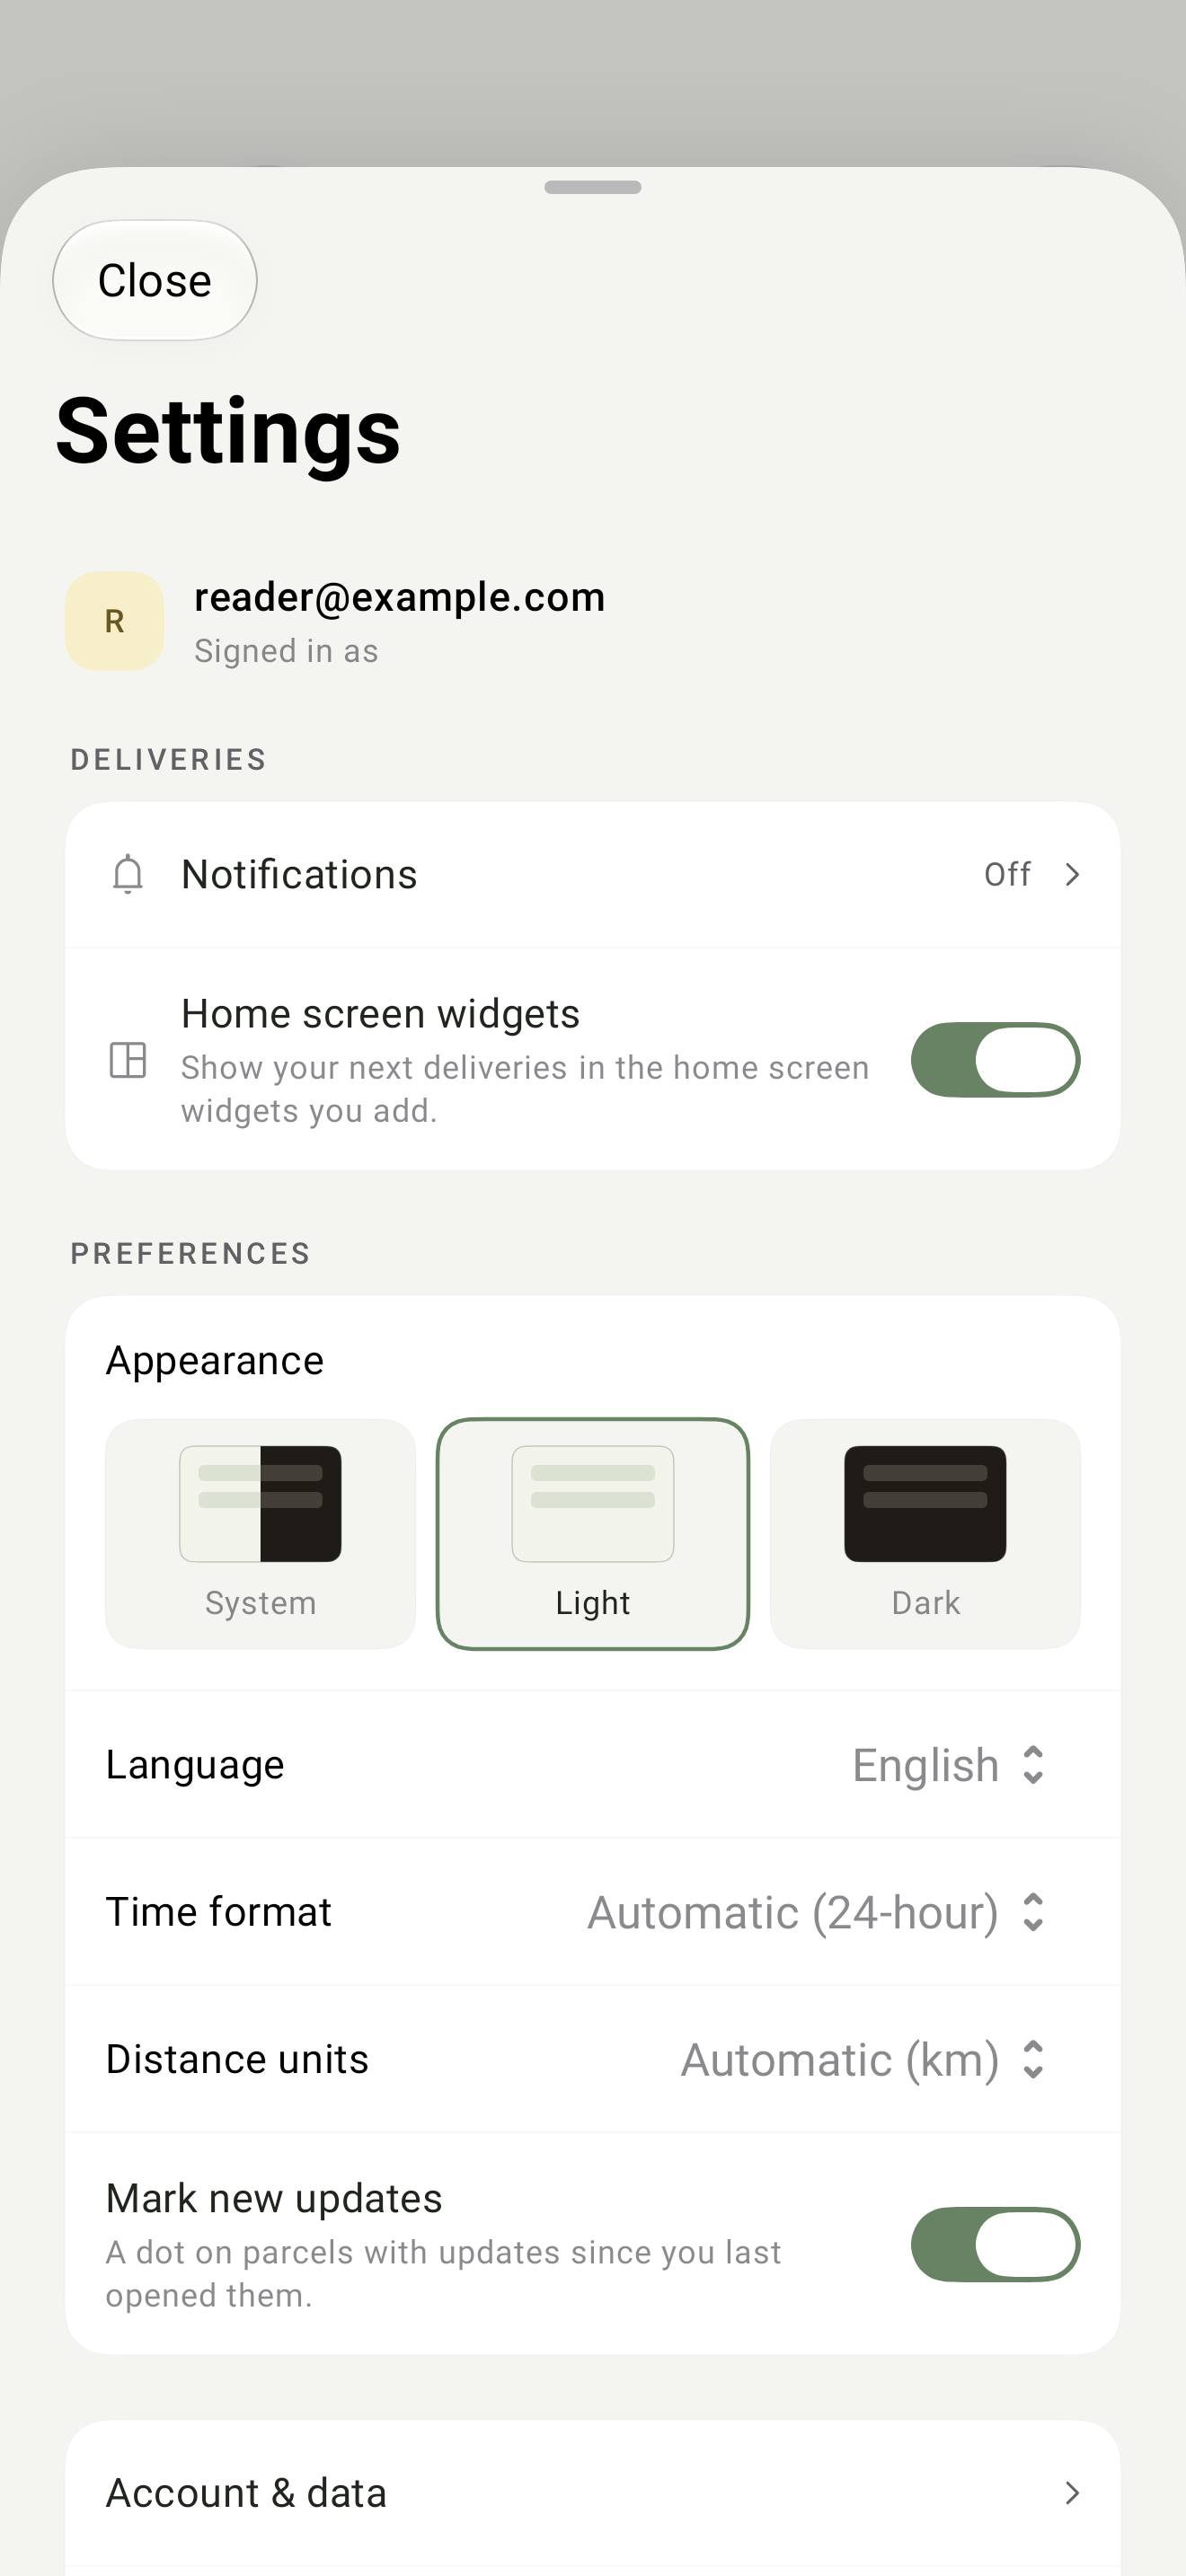 Close
Settings
R
reader@example.com
Signed in as
DELIVERIES
Notifications
Off
Home screen widgets
Show your next deliveries in the home screen
widgets you add.
PREFERENCES
Appearance
System
Light
Dark
Language
English
Time format
Automatic (24-hour)
Distance units
Automatic (km)
Mark new updates
A dot on parcels with updates since you last
opened them.
Account & data